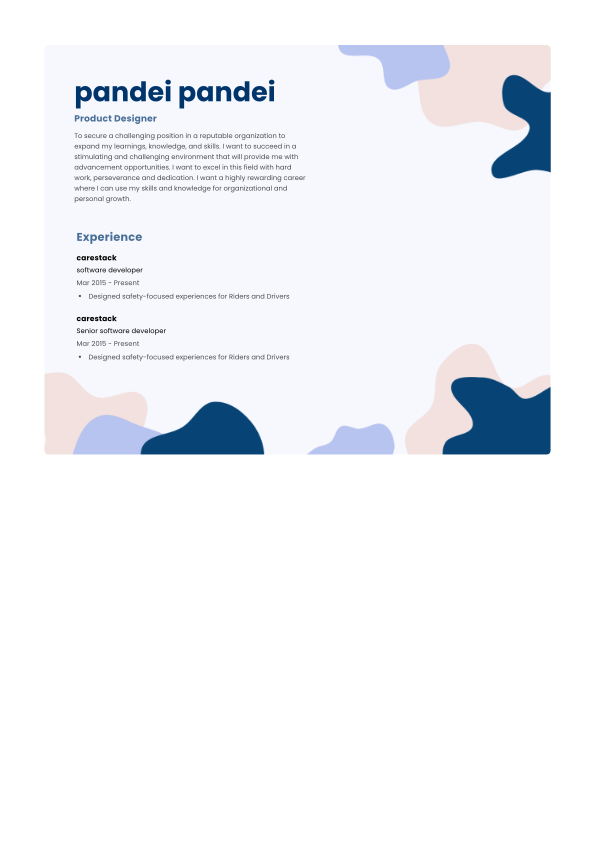 pandei pandei
Product Designer
To secure a challenging position in a reputable organization to
expand my learnings, knowledge, and skills. I want to succeed in a
stimulating and challenging environment that will provide me with
advancement opportunities. I want to excel in this field with hard
work, perseverance and dedication. I want a highly rewarding career
where I can use my skills and knowledge for organizational and
personal growth.
Experience
carestack
software developer
Mar 2015 - Present
• Designed safety-focused experiences for Riders and Drivers
carestack
Senior software developer
Mar 2015 - Present
• Designed safety-focused experiences for Riders and Drivers